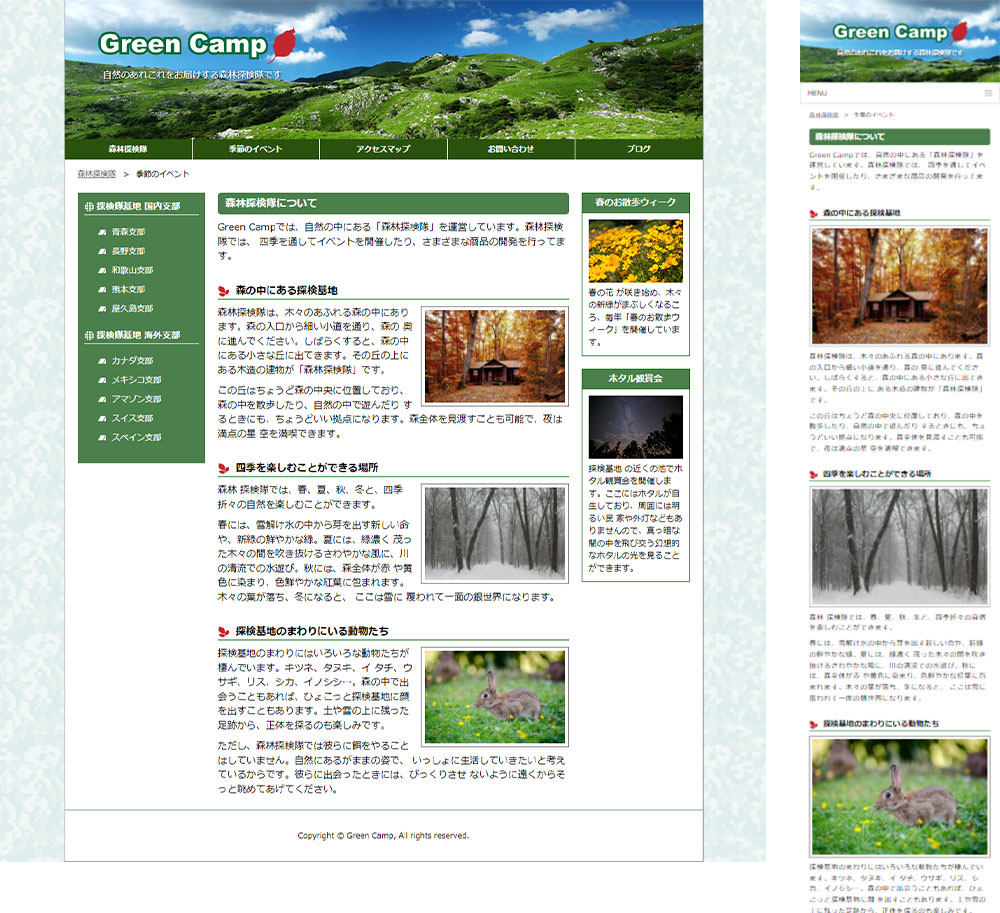 Green Camp
自然のあれこれをお届けする森林探検隊です
森林探検隊 季節のイベント アクセスマップ お問い合わせ ブログ
森林探検隊 > 季節のイベント
探検隊基地 国内支部
青森支部
長野支部
和歌山支部
熊本支部
屋久島支部
探検隊基地 海外支部
カナダ支部
メキシコ支部
アマゾン支部
スイス支部
スペイン支部
森林探検隊について
Green Campでは、自然の中にある「森林探検隊」を運営しています。森林探検
隊では、 四季を通してイベントを開催したり、さまざまな商品の開発を行ってま
す。
森の中にある探検基地
森林探検隊は、木々のあふれる森の中にあり
ます。森の入口から細い小道を通り、森の 奥
に進んでください。しばらくすると、森の中
にある小さな丘に出てきます。その丘の上に
ある木造の建物が「森林探検隊」です。
この丘はちょうど森の中央に位置しており、
森の中を散歩したり、自然の中で遊んだり す
るときにも、ちょうどいい拠点になります。森全体を見渡すことも可能で、夜は
満点の星 空を満喫できます。
四季を楽しむことができる場所
森林 探検隊では、春、夏、秋、冬と、四季
折々の自然を楽しむことができます。
春には、雪解け水の中から芽を出す新しい命
や、新緑の鮮やかな緑。夏には、緑濃く 茂っ
た木々の間を吹き抜けるさわやかな風に、川
の清流での水遊び。秋には、森全体が赤 や黄
色に染まり、色鮮やかな紅葉に包まれます。
木々の葉が落ち、冬になると、 ここは雪に 覆われて一面の銀世界になります。
探検基地のまわりにいる動物たち
探検基地のまわりにはいろいろな動物たちが
棲んでいます。キツネ、タヌキ、イ タチ、ウ
サギ、リス、シカ、イノシシ…。森の中で出
会うこともあれば、ひょこっと探検基地に顔
を出すこともあります。土や雪の上に残った
足跡から、正体を探るのも楽しみです。
ただし、森林探検隊では彼らに餌をやること
はしていません。自然にあるがままの姿で、 いっしょに生活していきたいと考え
ているからです。彼らに出会ったときには、びっくりさせ ないように遠くからそ
っと眺めてあげてください。
春のお散歩ウィーク
春の花 が咲き始め、木々
の新緑がまぶしくなるこ
ろ、毎年「春のお散歩ウ
ィーク」を開催していま
す。
ホタル観賞会
探検基地 の近くの池でホ
タル観賞会を開催しま
す。ここにはホタルが自
生しており、周囲には明
るい民 家や外灯などもあ
りませんので、真っ暗な
闇の中を飛び交う幻想的
なホタルの光を見ること
ができます。
Copyright © Green Camp, All rights reserved.
Green Camp
自然のあれこれをお届けする森林探検隊です
MENU
森林探検隊 > 季節のイベント
森林探検隊について
Green Campでは、自然の中にある「森林探検隊」を
運営しています。森林探検隊では、 四季を通してイベ
ントを開催したり、さまざまな商品の開発を行ってま
す。
森の中にある探検基地
森林探検隊は、木々のあふれる森の中にあります。森
の入口から細い小道を通り、森の 奥に進んでくださ
い。しばらくすると、森の中にある小さな丘に出てき
ます。その丘の上に ある木造の建物が「森林探検隊」
です。
この丘はちょうど森の中央に位置しており、森の中を
散歩したり、自然の中で遊んだり するときにも、ちょ
うどいい拠点になります。森全体を見渡すことも可能
で、夜は満点の星 空を満喫できます。
四季を楽しむことができる場所
森林 探検隊では、春、夏、秋、冬と、四季折々の自然
を楽しむことができます。
春には、雪解け水の中から芽を出す新しい命や、新緑
の鮮やかな緑。夏には、緑濃く 茂った木々の間を吹き
抜けるさわやかな風に、川の清流での水遊び。秋に
は、森全体が赤 や黄色に染まり、色鮮やかな紅葉に包
まれます。木々の葉が落ち、冬になると、 ここは雪に
覆われて一面の銀世界になります。
探検基地のまわりにいる動物たち
探検基地のまわりにはいろいろな動物たちが棲んでい
ます。キツネ、タヌキ、イ タチ、ウサギ、リス、シ
カ、イノシシ…。森の中で出会うこともあれば、ひょ
こっと探検基地に顔 を出すこともあります。土や雪の
上に残った足跡から、正体を探るのも楽しみです。